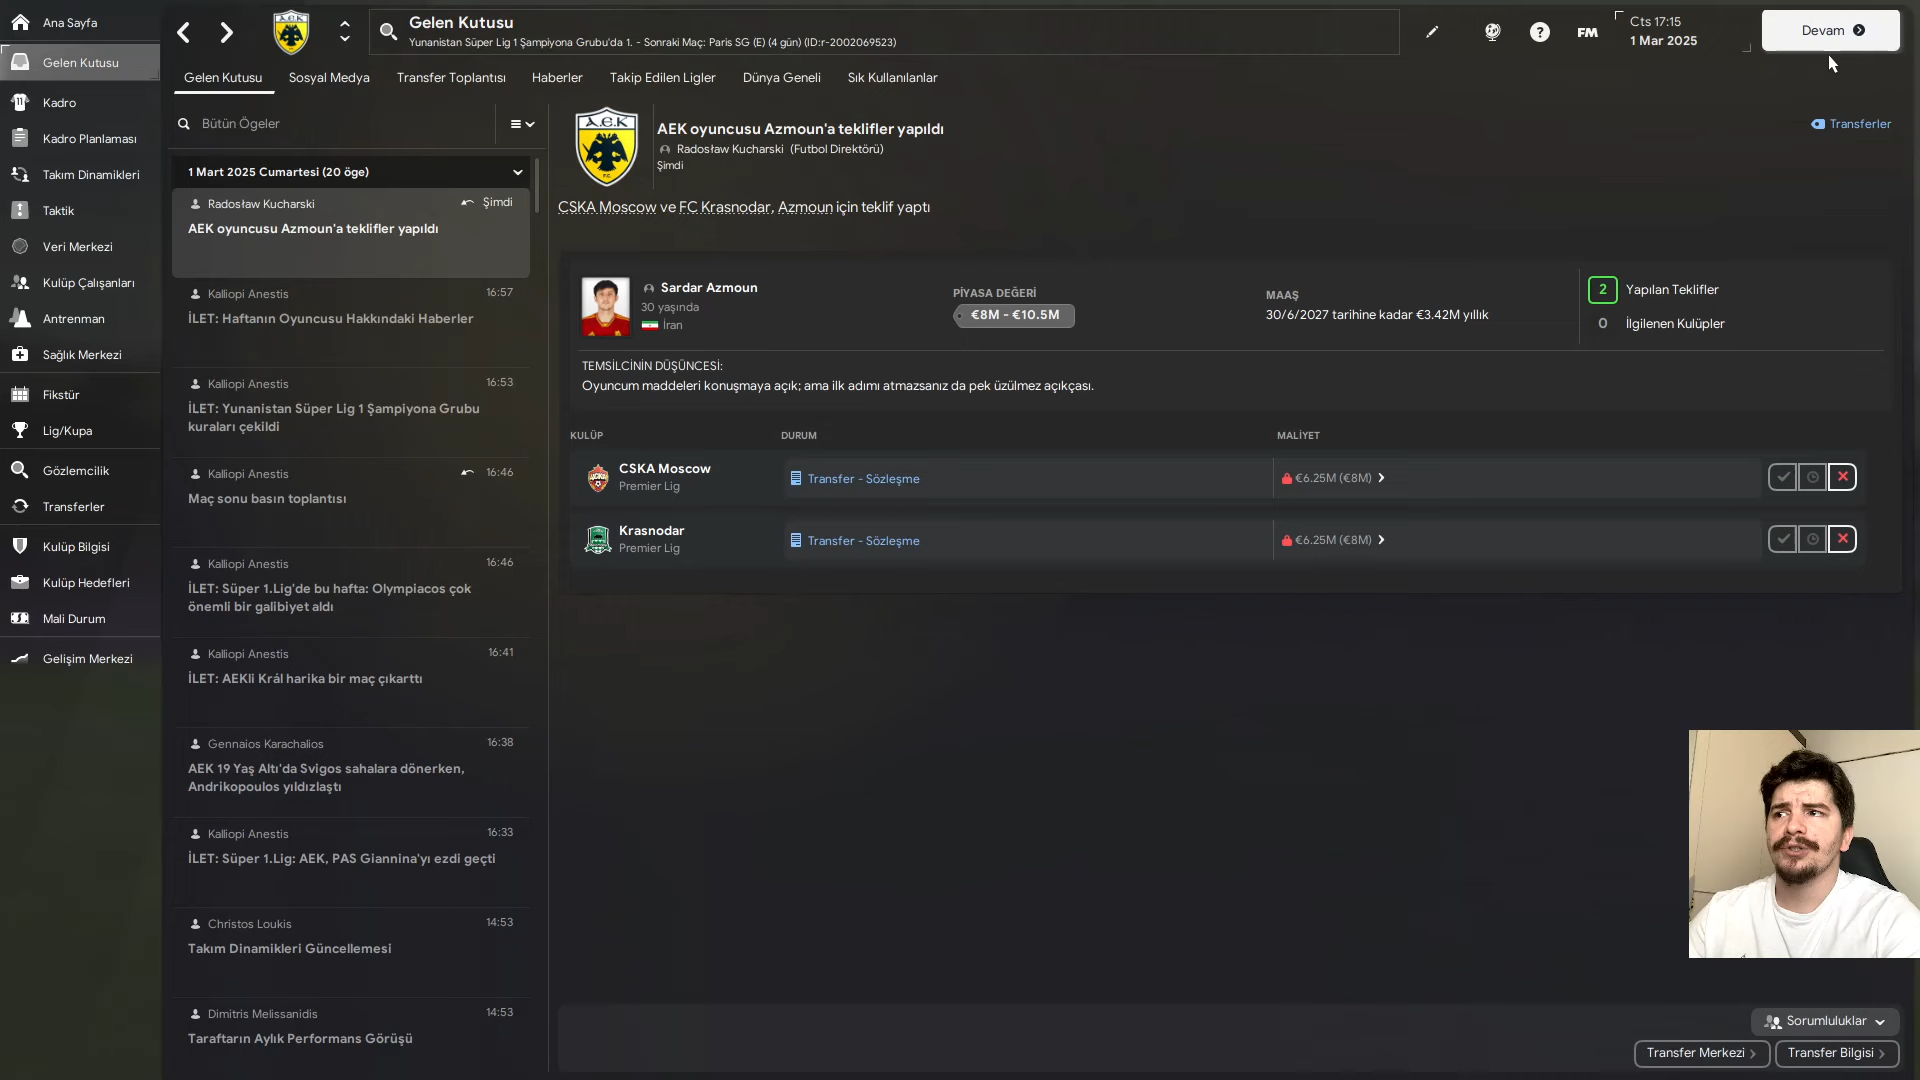 Ana Sayfa
Gelen Kutusu
Kadro
Kadro Planlaması
Takım Dinamikleri
Taktik
Veri Merkezi
Kulüp Çalışanları
Antrenman
Sağlık Merkezi
Fikstür
Lig/Kupa
Gözlemcilik
Transferler
Kulüp Bilgisi
Kulüp Hedefleri
Mali Durum
Gelişim Merkezi
Gelen Kutusu
Yunanistan Süper Lig 1 Şampiyona Grubu'da 1. - Sonraki Maç: Paris SG (E) (4 gün) (ID:r-2002069523)
FM
Cts 17:15
1 Mar 2025
Devam
Gelen Kutusu Sosyal Medya Transfer Toplantısı Haberler Takip Edilen Ligler Dünya Geneli Sık Kullanılanlar
Bütün Ögeler
1 Mart 2025 Cumartesi (20 öge)
Radosław Kucharski Şimdi
AEK oyuncusu Azmoun'a teklifler yapıldı
Kalliopi Anestis 16:57
İLET: Haftanın Oyuncusu Hakkındaki Haberler
Kalliopi Anestis 16:53
İLET: Yunanistan Süper Lig 1 Şampiyona Grubu
kuraları çekildi
Kalliopi Anestis 16:46
Maç sonu basın toplantısı
Kalliopi Anestis 16:46
İLET: Süper 1.Lig'de bu hafta: Olympiacos çok
önemli bir galibiyet aldı
Kalliopi Anestis 16:41
İLET: AEKli Král harika bir maç çıkarttı
Gennaios Karachalios 16:38
AEK 19 Yaş Altı'da Svigos sahalara dönerken,
Andrikopoulos yıldızlaştı
Kalliopi Anestis 16:33
İLET: Süper 1.Lig: AEK, PAS Giannina'yı ezdi geçti
Christos Loukis 14:53
Takım Dinamikleri Güncellemesi
Dimitris Melissanidis 14:53
Taraftarın Aylık Performans Görüşü
A.E.K
F.C.
AEK oyuncusu Azmoun'a teklifler yapıldı
Radosław Kucharski (Futbol Direktörü)
Şimdi
Transferler
CSKA Moscow ve FC Krasnodar, Azmoun için teklif yaptı
Sardar Azmoun
30 yaşında
İran
PİYASA DEĞERİ
€8M - €10.5M
MAAŞ
30/6/2027 tarihine kadar €3.42M yıllık
2 Yapılan Teklifler
0 İlgilenen Kulüpler
TEMSİLCİNİN DÜŞÜNCESİ:
Oyuncum maddeleri konuşmaya açık; ama ilk adımı atmazsanız da pek üzülmez açıkçası.
KULÜP DURUM MALİYET
CSKA Moscow
Premier Lig
Transfer - Sözleşme
€6.25M (€8M)
Krasnodar
Premier Lig
Transfer - Sözleşme
€6.25M (€8M)
Sorumluluklar
Transfer Merkezi
Transfer Bilgisi